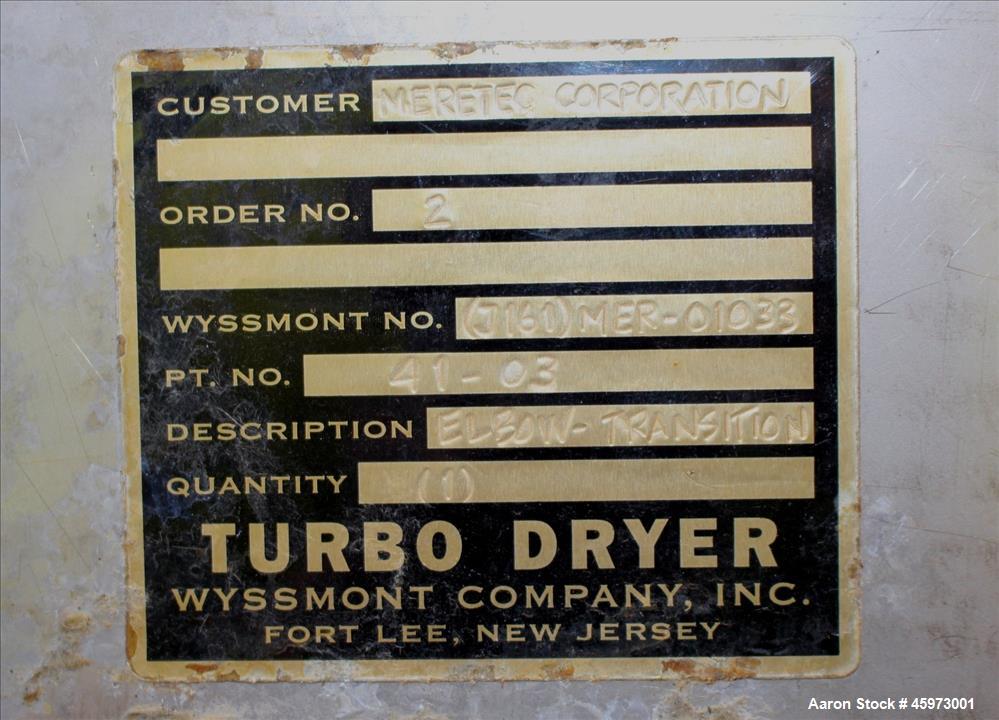 CUSTOMER MERETEC CORPORATION
ORDER NO. 2
WYSSMONT NO. (J161)MER-01033
PT. NO. 41-03
DESCRIPTION ELBOW-TRANSITION
QUANTITY (1)
TURBO DRYER
WYSSMONT COMPANY, INC.
FORT LEE, NEW JERSEY
Aaron Stock # 45973001